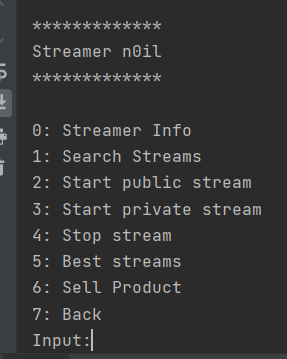 *************
Streamer n0il
*************
0: Streamer Info
1: Search Streams
2: Start public stream
3: Start private stream
4: Stop stream
5: Best streams
6: Sell Product
7: Back
Input: